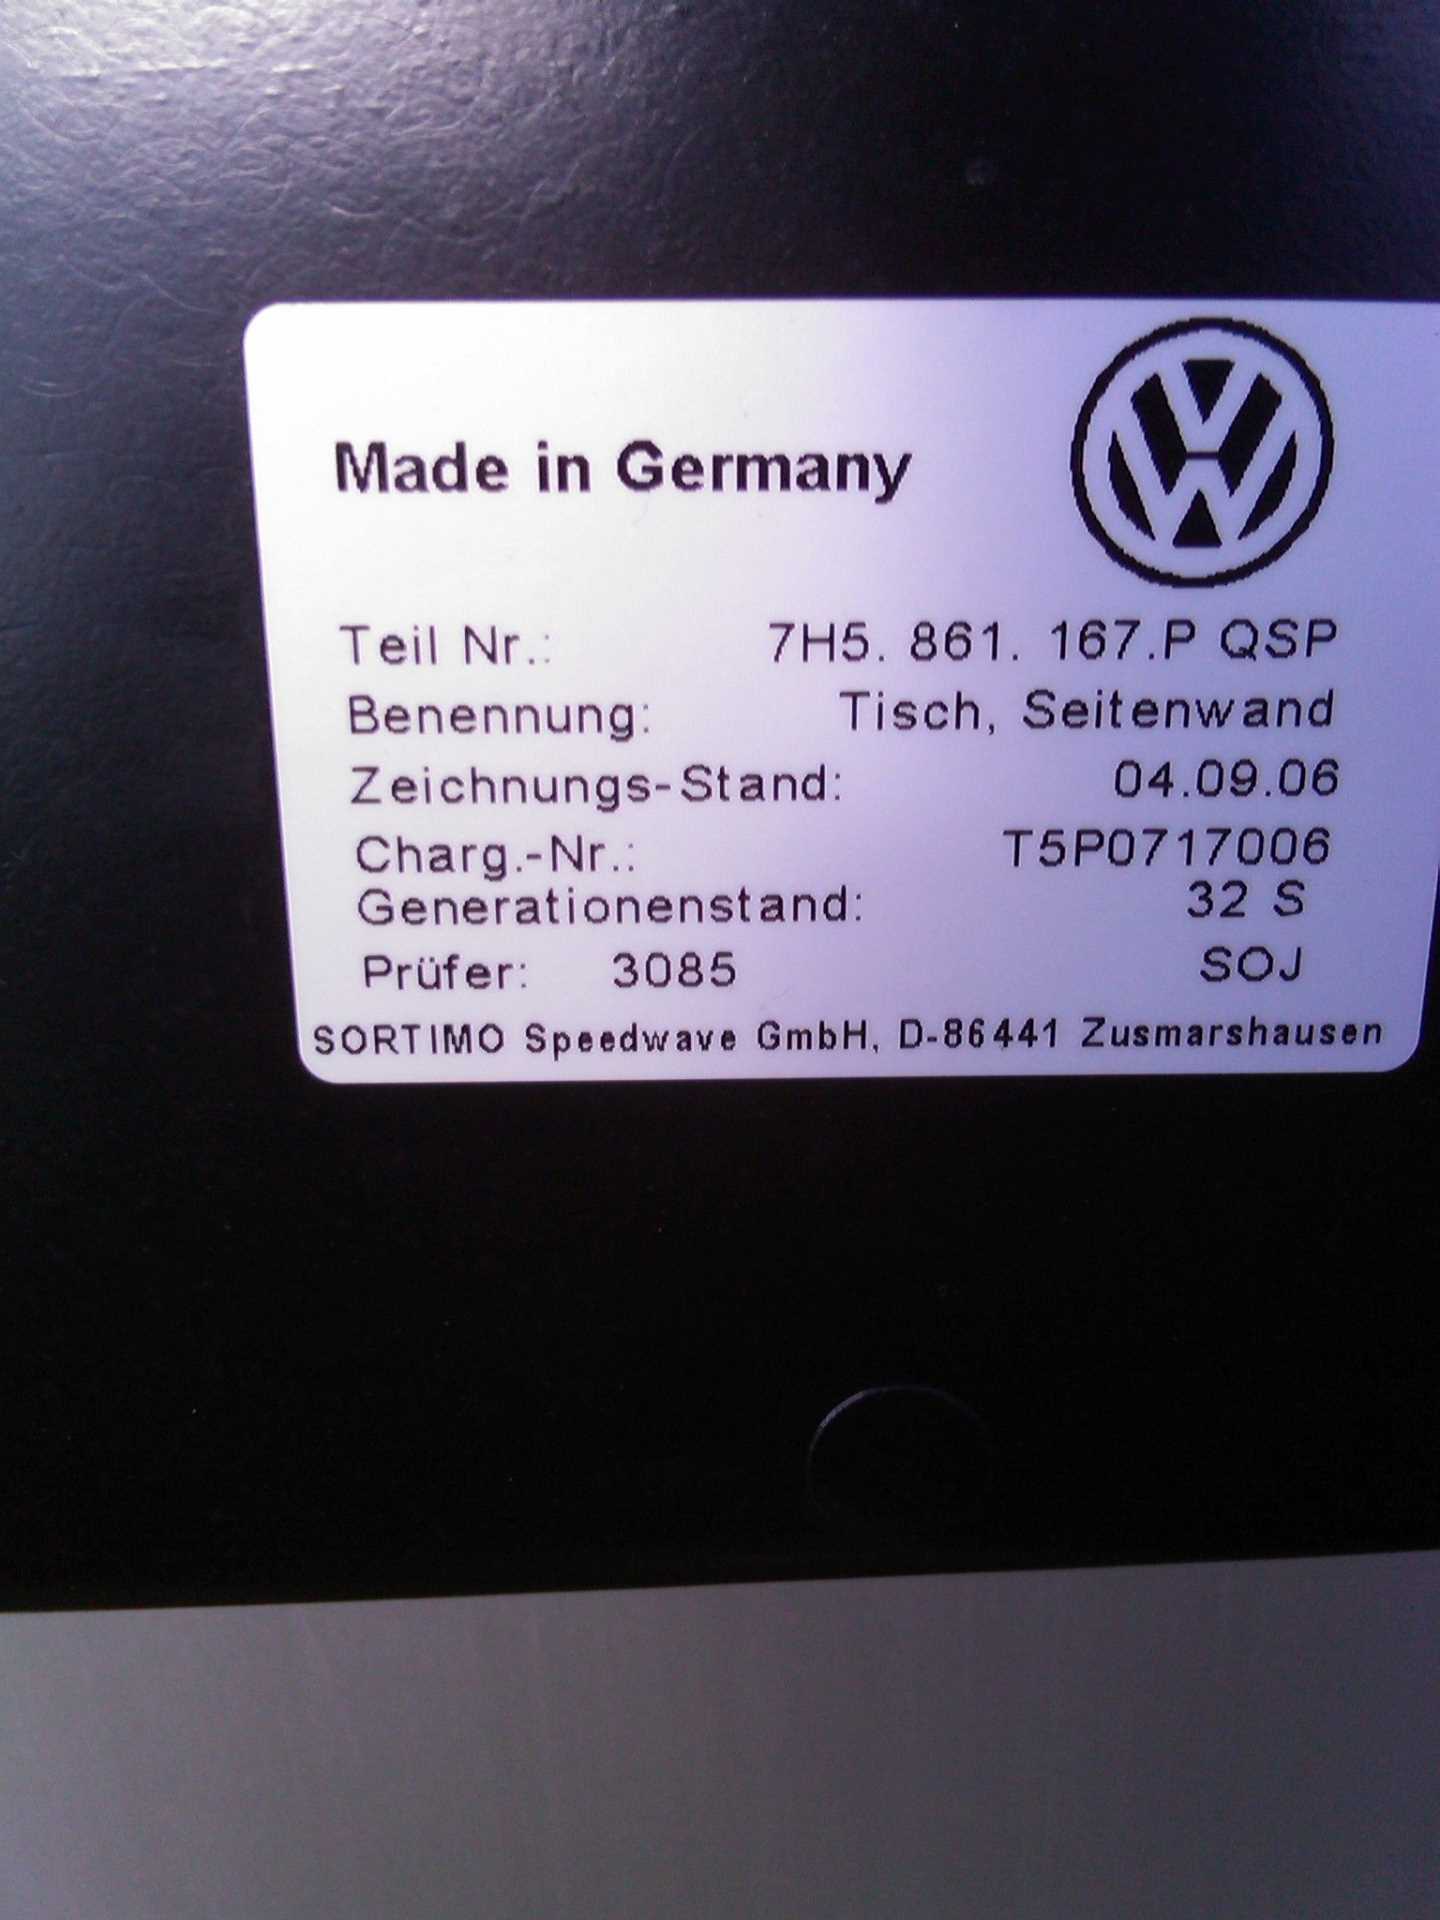 Made in Germany
Teil Nr.: 7H5. 861. 167.P QSP
Benennung: Tisch, Seitenwand
Zeichnungs-Stand: 04.09.06
Charg.-Nr.: T5P0717006
Generationenstand: 32 S
Prüfer: 3085 SOJ
SORTIMO Speedwave GmbH, D-86441 Zusmarshausen